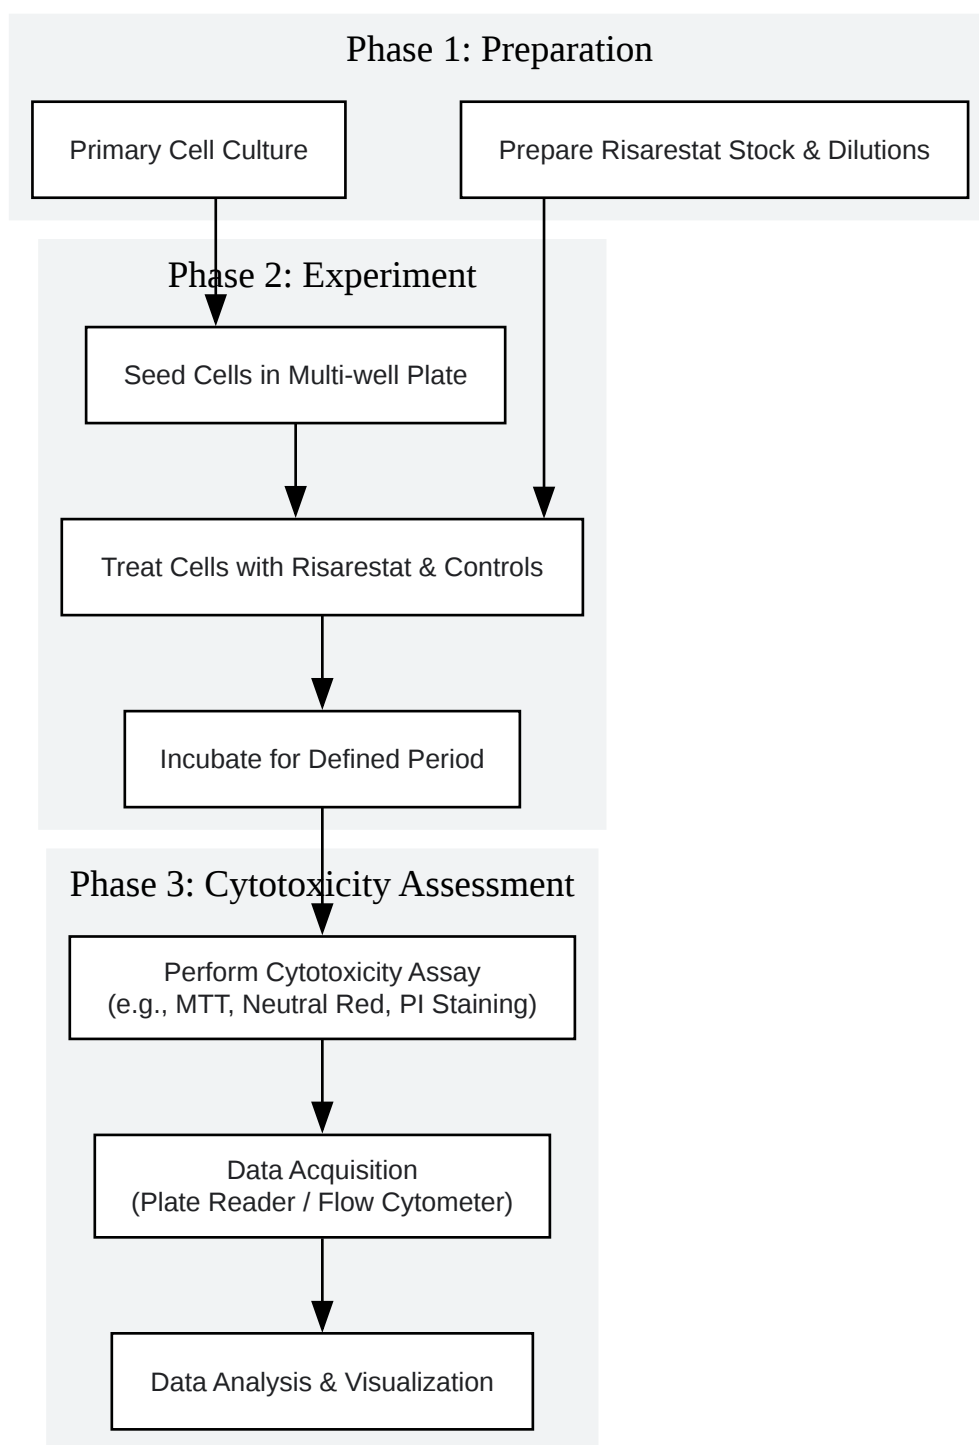 Phase 1: Preparation
Primary Cell Culture
Prepare Risarestat Stock & Dilutions
Phase 2: Experiment
Seed Cells in Multi-well Plate
Treat Cells with Risarestat & Controls
Incubate for Defined Period
Phase 3: Cytotoxicity Assessment
Perform Cytotoxicity Assay
(e.g., MTT, Neutral Red, PI Staining)
Data Acquisition
(Plate Reader / Flow Cytometer)
Data Analysis & Visualization